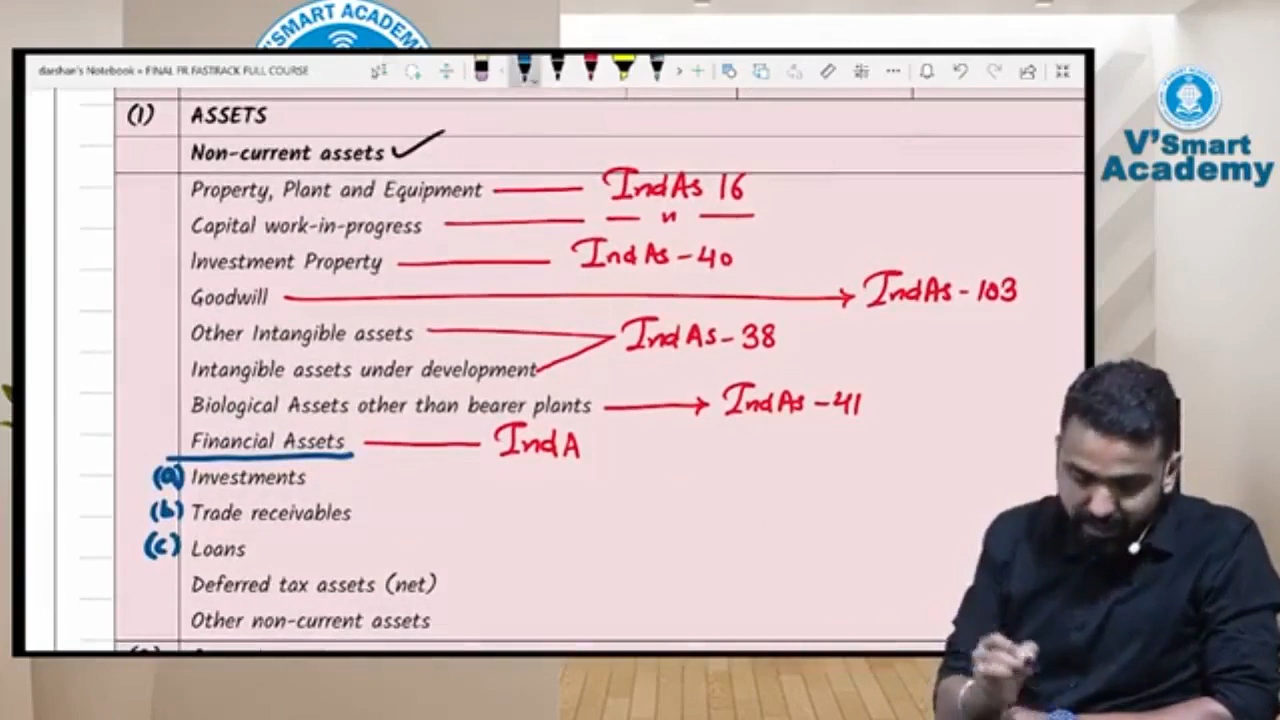 V'SMART ACADEMY
darshan's Notebook » FINAL FR FASTRACK FULL COURSE
V'Smart
Academy
(1) ASSETS
Non-current assets
Property, Plant and Equipment IndAs 16
Capital work-in-progress — " —
Investment Property IndAs-40
Goodwill IndAs-103
Other Intangible assets IndAs-38
Intangible assets under development
Biological Assets other than bearer plants IndAs-41
Financial Assets IndA
(a) Investments
(b) Trade receivables
(c) Loans
Deferred tax assets (net)
Other non-current assets